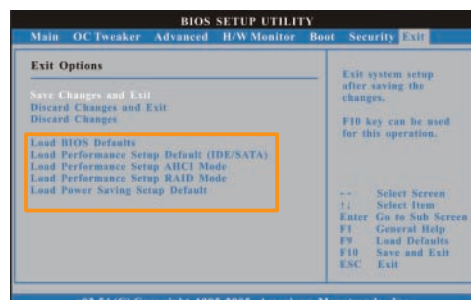 BIOS SETUP UTILITY
Main OC Tweaker Advanced H/W Monitor Boot Security Exit
Exit Options
Save Changes and Exit
Discard Changes and Exit
Discard Changes
Load BIOS Defaults
Load Performance Setup Default (IDE/SATA)
Load Performance Setup AHCI Mode
Load Performance Setup RAID Mode
Load Power Saving Setup Default
Exit system setup
after saving the
changes.
F10 key can be used
for this operation.
Select Screen
↑↓ Select Item
Enter Go to Sub Screen
F1 General Help
F9 Load Defaults
F10 Save and Exit
ESC Exit